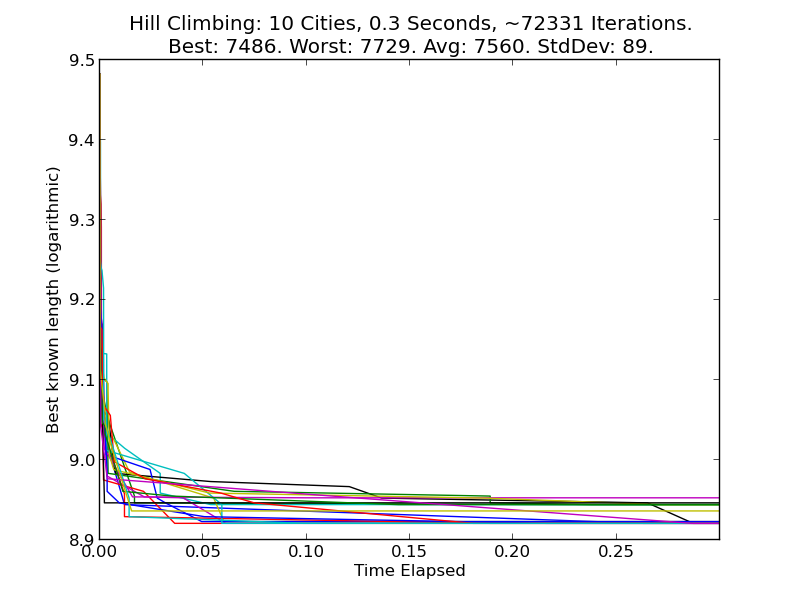 Hill Climbing: 10 Cities, 0.3 Seconds, ~72331 Iterations.
Best: 7486. Worst: 7729. Avg: 7560. StdDev: 89.
9.5
9.4
9.3
9.2
9.1
9.0
8.9
Best known length (logarithmic)
0.00 0.05 0.10 0.15 0.20 0.25
Time Elapsed